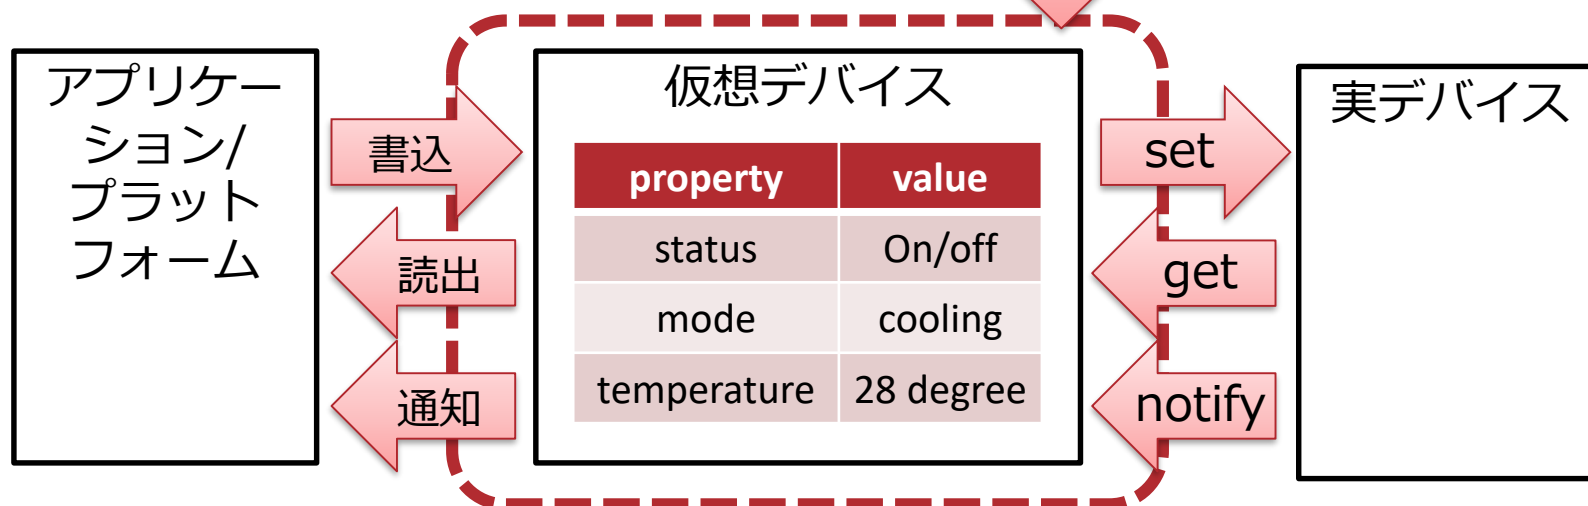 アプリケー
ション/
プラット
フォーム
書込
読出
通知
仮想デバイス
property value
status On/off
mode cooling
temperature 28 degree
set
get
notify
実デバイス